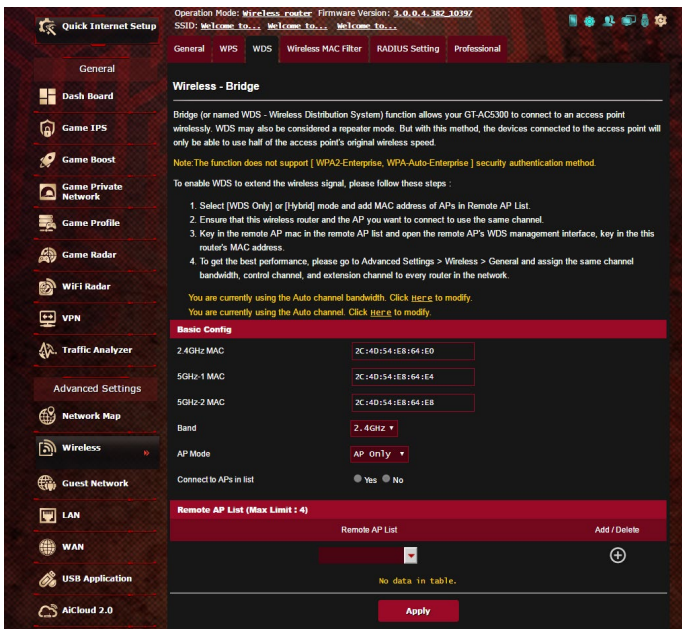 Quick Internet Setup
Operation Mode: Wireless router Firmware Version: 3.0.0.4.382_10397
SSID: Welcome to... Welcome to... Welcome to...
General WPS WDS Wireless MAC Filter RADIUS Setting Professional
General
Dash Board
Game IPS
Game Boost
Game Private
Network
Game Profile
Game Radar
WiFi Radar
VPN
Traffic Analyzer
Advanced Settings
Network Map
Wireless »
Guest Network
LAN
WAN
USB Application
AiCloud 2.0
Wireless - Bridge
Bridge (or named WDS - Wireless Distribution System) function allows your GT-AC5300 to connect to an access point
wirelessly. WDS may also be considered a repeater mode. But with this method, the devices connected to the access point will
only be able to use half of the access point's original wireless speed.
Note:The function does not support [ WPA2-Enterprise, WPA-Auto-Enterprise ] security authentication method.
To enable WDS to extend the wireless signal, please follow these steps :
1. Select [WDS Only] or [Hybrid] mode and add MAC address of APs in Remote AP List.
2. Ensure that this wireless router and the AP you want to connect to use the same channel.
3. Key in the remote AP mac in the remote AP list and open the remote AP's WDS management interface, key in the this
router's MAC address.
4. To get the best performance, please go to Advanced Settings > Wireless > General and assign the same channel
bandwidth, control channel, and extension channel to every router in the network.
You are currently using the Auto channel bandwidth. Click Here to modify.
You are currently using the Auto channel. Click Here to modify.
Basic Config
2.4GHz MAC 2C:4D:54:E8:64:E0
5GHz-1 MAC 2C:4D:54:E8:64:E4
5GHz-2 MAC 2C:4D:54:E8:64:E8
Band 2.4GHz
AP Mode AP Only
Connect to APs in list Yes No
Remote AP List (Max Limit : 4)
Remote AP List Add / Delete
No data in table.
Apply